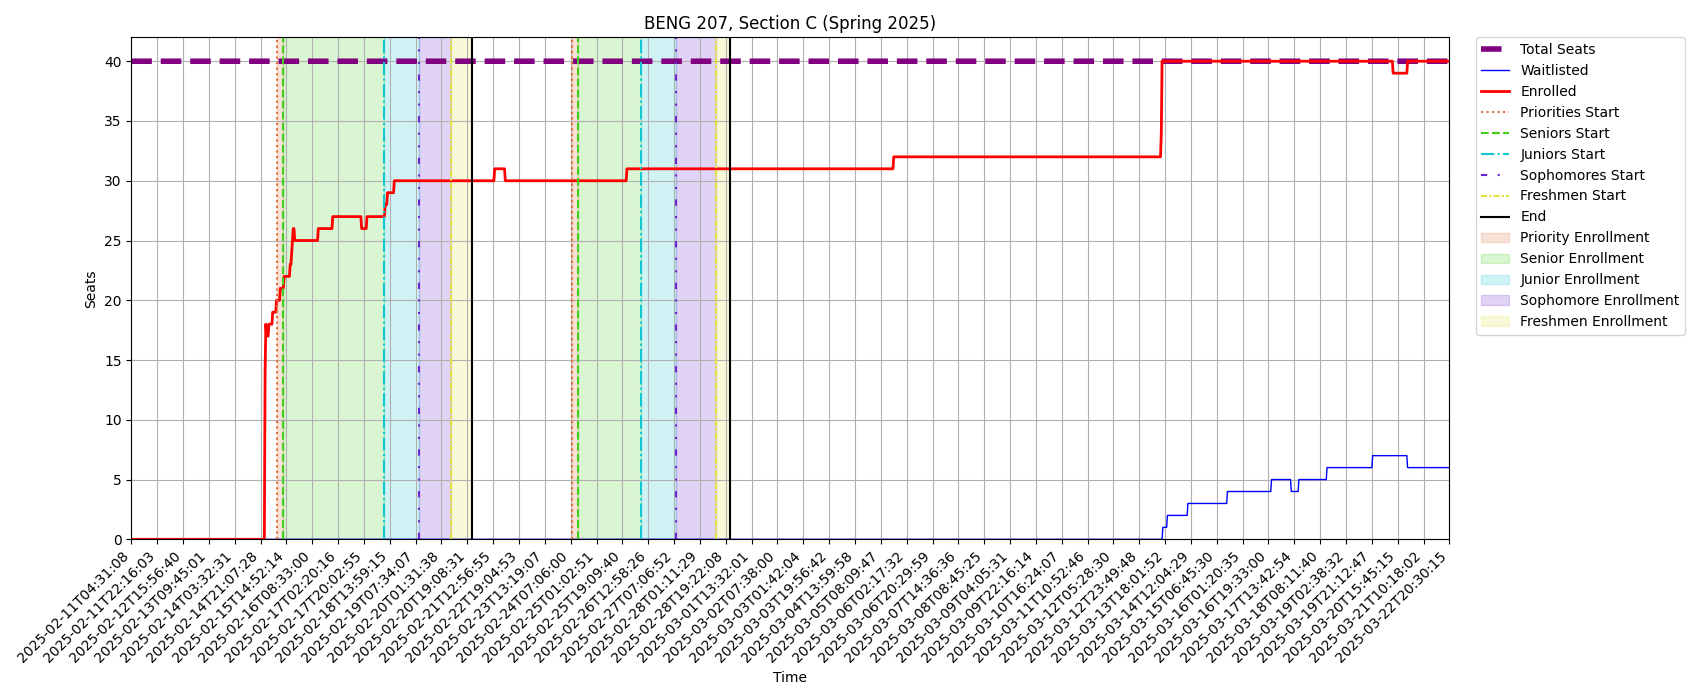 BENG 207, Section C (Spring 2025)
Seats
40
35
30
25
20
15
10
5
0
2025-02-11T04:31:08
2025-02-11T22:16:03
2025-02-12T15:56:40
2025-02-13T09:45:01
2025-02-14T03:32:31
2025-02-14T21:07:28
2025-02-15T14:52:14
2025-02-16T08:33:00
2025-02-17T02:20:16
2025-02-17T20:02:55
2025-02-18T13:59:15
2025-02-19T07:34:07
2025-02-20T01:31:38
2025-02-20T19:08:31
2025-02-21T12:56:55
2025-02-22T19:04:53
2025-02-23T13:19:07
2025-02-24T07:06:00
2025-02-25T01:02:51
2025-02-25T19:09:40
2025-02-26T12:58:26
2025-02-27T07:06:52
2025-02-28T01:11:29
2025-02-28T19:22:08
2025-03-01T13:32:01
2025-03-02T07:38:00
2025-03-03T01:42:04
2025-03-03T19:56:42
2025-03-04T13:59:58
2025-03-05T08:09:47
2025-03-06T02:17:32
2025-03-06T20:29:59
2025-03-07T14:36:36
2025-03-08T08:45:25
2025-03-09T04:05:31
2025-03-09T22:16:14
2025-03-10T16:24:07
2025-03-11T10:52:46
2025-03-12T05:28:30
2025-03-12T23:49:48
2025-03-13T18:01:52
2025-03-14T12:04:29
2025-03-15T06:45:30
2025-03-16T01:20:35
2025-03-16T19:33:00
2025-03-17T13:42:54
2025-03-18T08:11:40
2025-03-19T02:38:32
2025-03-19T21:12:47
2025-03-20T15:45:15
2025-03-21T10:18:02
2025-03-22T20:30:15
Time
Total Seats
Waitlisted
Enrolled
Priorities Start
Seniors Start
Juniors Start
Sophomores Start
Freshmen Start
End
Priority Enrollment
Senior Enrollment
Junior Enrollment
Sophomore Enrollment
Freshmen Enrollment